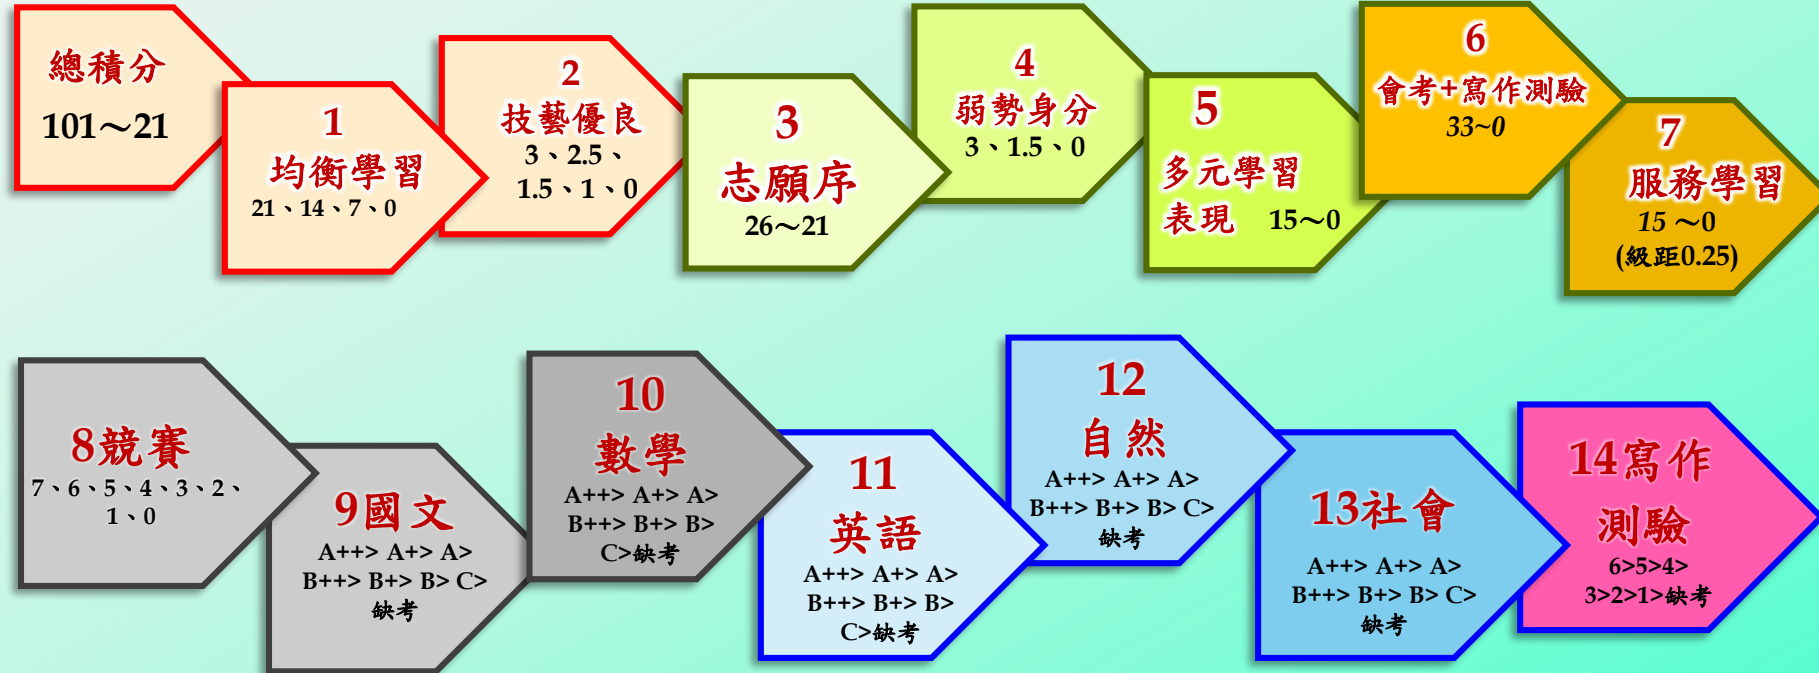 總積分
101～21
1
均衡學習
21、14、7、0
2
技藝優良
3、2.5、
1.5、1、0
3
志願序
26～21
4
弱勢身分
3、1.5、0
5
多元學習
表現 15～0
6
會考+寫作測驗
33~0
7
服務學習
15 ～0
(級距0.25)
8競賽
7、6、5、4、3、2、
1、0
9國文
A++> A+> A>
B++> B+> B> C>
缺考
10
數學
A++> A+> A>
B++> B+> B>
C>缺考
11
英語
A++> A+> A>
B++> B+> B>
C>缺考
12
自然
A++> A+> A>
B++> B+> B> C>
缺考
13社會
A++> A+> A>
B++> B+> B> C>
缺考
14寫作
測驗
6>5>4>
3>2>1>缺考